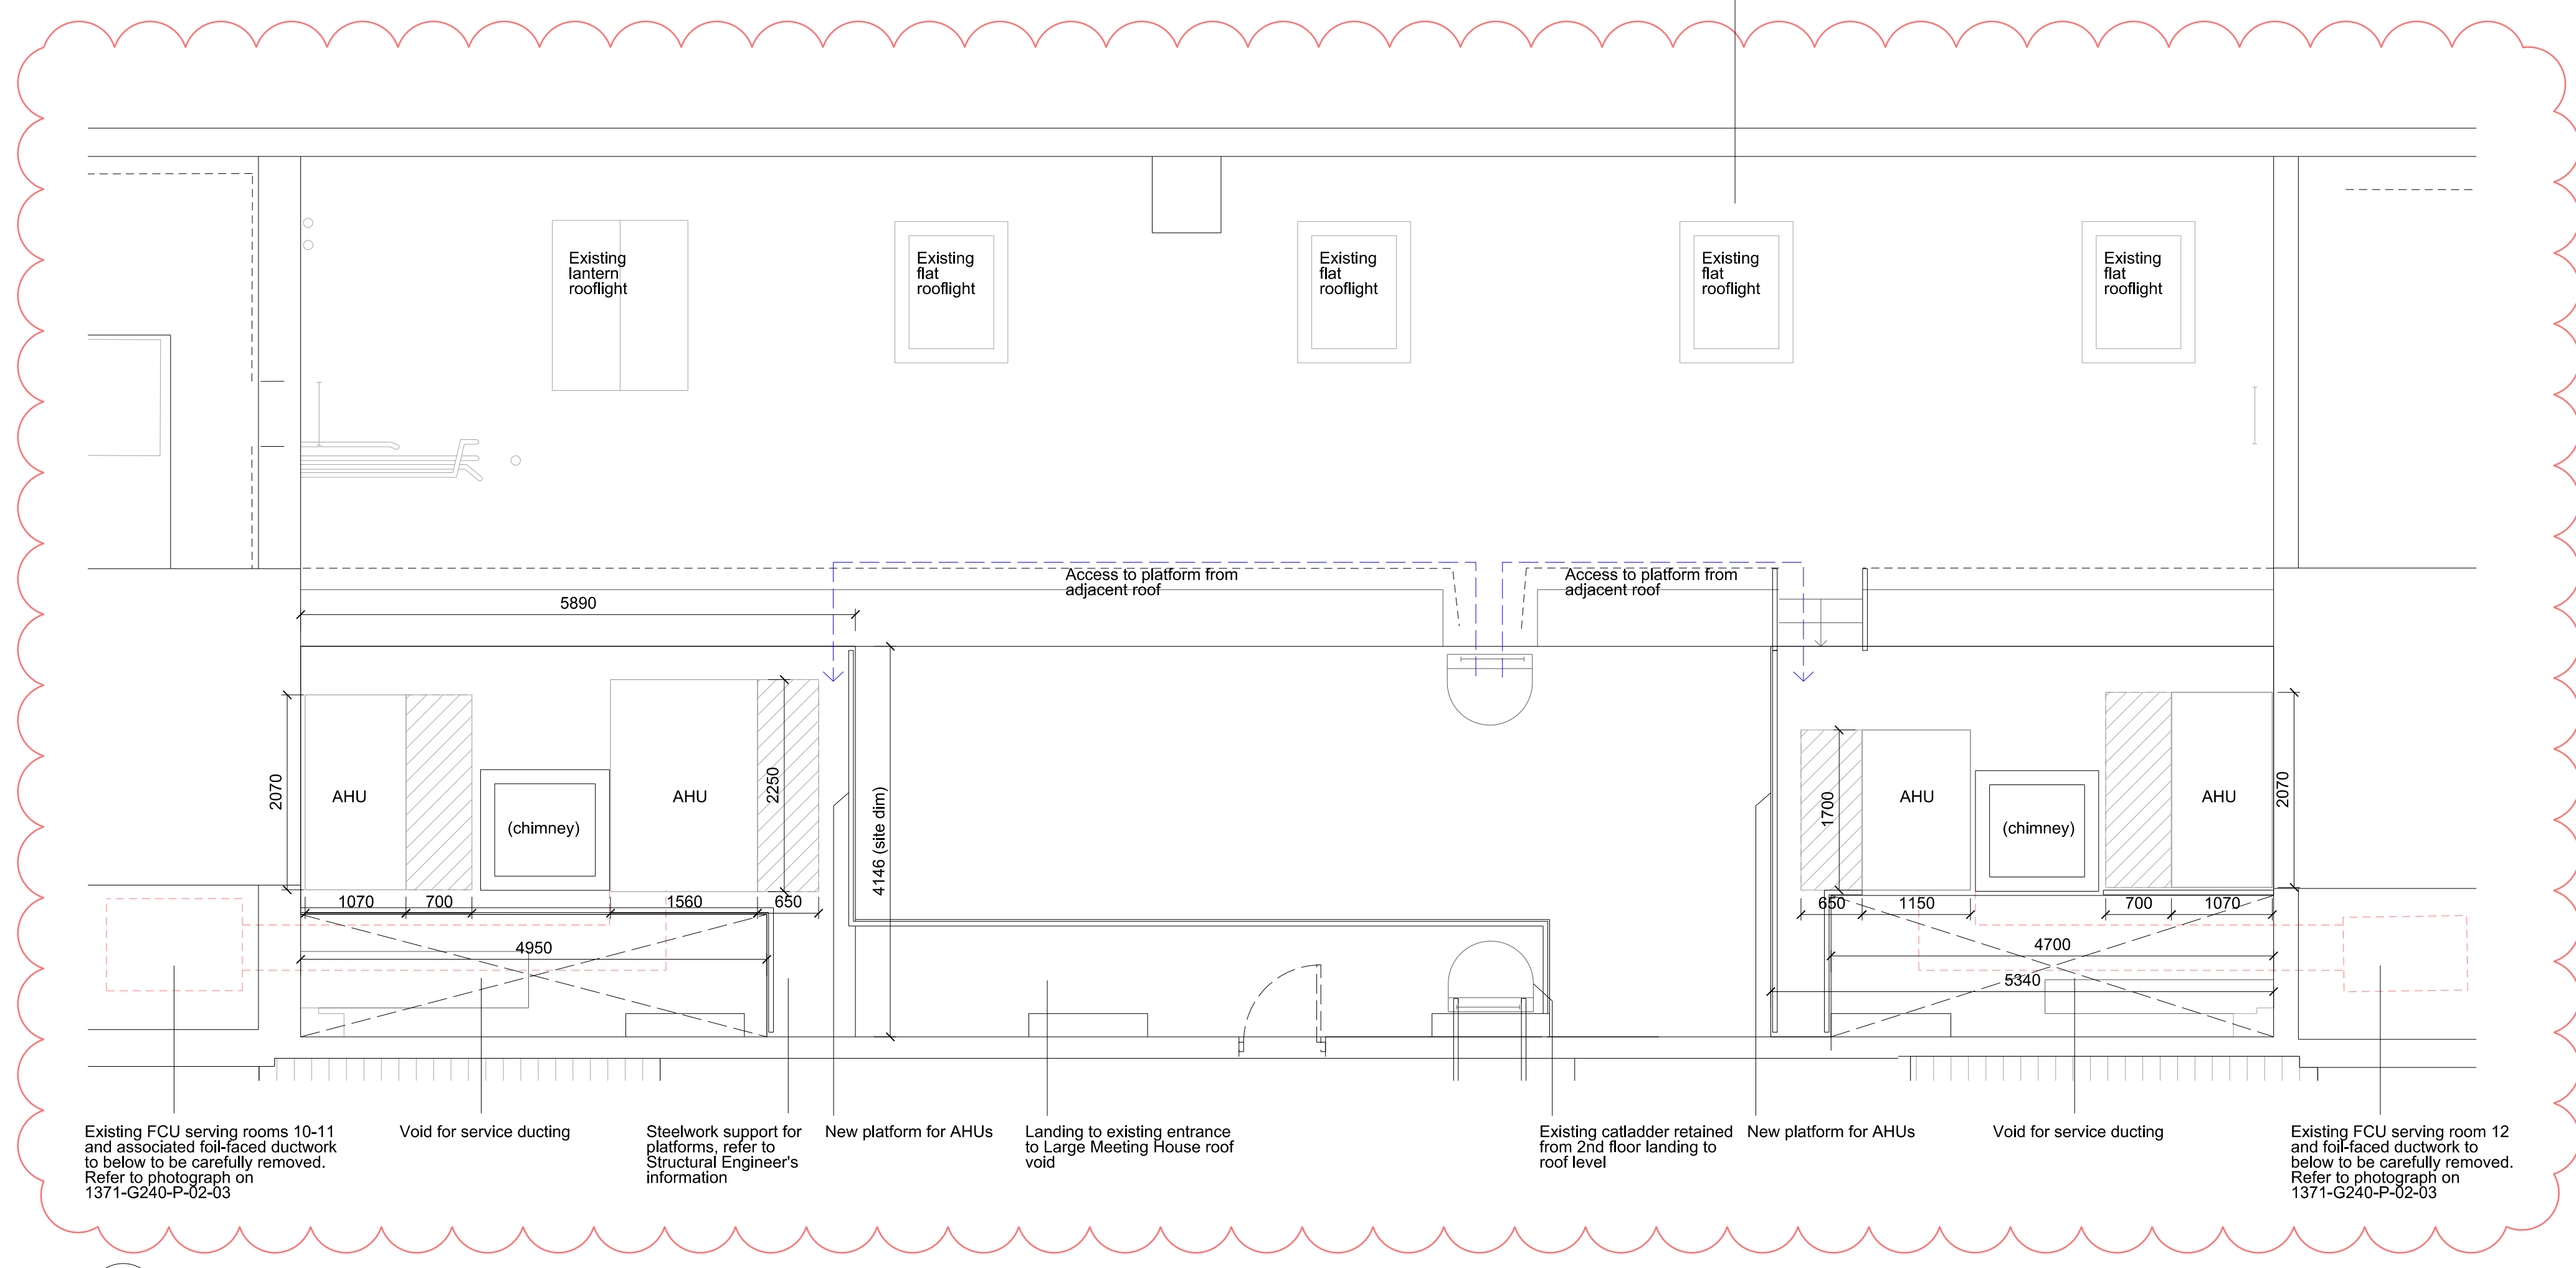 Existing
lantern
rooflight
Existing
flat
rooflight
Existing
flat
rooflight
Existing
flat
rooflight
Existing
flat
rooflight
Access to platform from
adjacent roof
Access to platform from
adjacent roof
5890
2070
AHU
(chimney)
AHU
2250
4146 (site dim)
1700
AHU
(chimney)
AHU
2070
1070
700
1560
650
650
1150
700
1070
4950
4700
5340
Existing FCU serving rooms 10-11
and associated foil-faced ductwork
to below to be carefully removed.
Refer to photograph on
1371-G240-P-02-03
Void for service ducting
Steelwork support for
platforms, refer to
Structural Engineer's
information
New platform for AHUs
Landing to existing entrance
to Large Meeting House roof
void
Existing catladder retained
from 2nd floor landing to
roof level
New platform for AHUs
Void for service ducting
Existing FCU serving room 12
and foil-faced ductwork to
below to be carefully removed.
Refer to photograph on
1371-G240-P-02-03